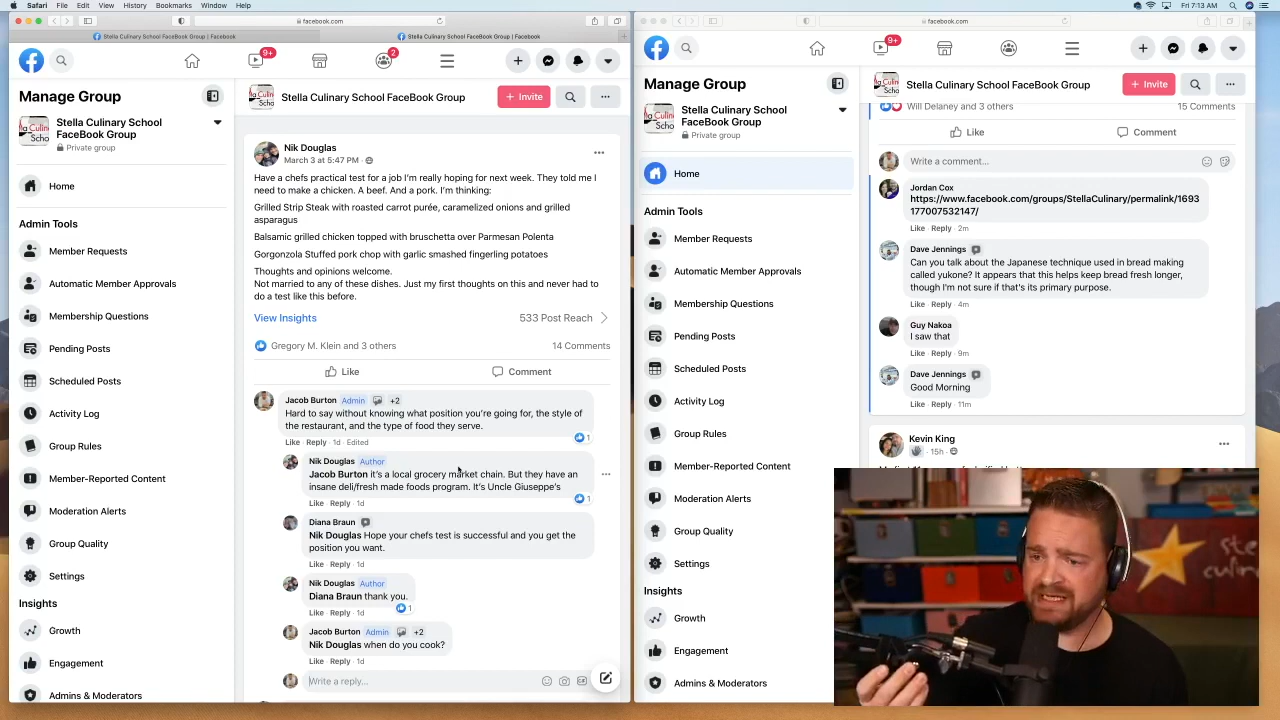 Safari File Edit View History Bookmarks Window Help
Fri 7:13 AM
facebook.com
Stella Culinary School FaceBook Group | Facebook
Stella Culinary School FaceBook Group | Facebook
9+
2
Manage Group
Stella Culinary School
FaceBook Group
Private group
Home
Admin Tools
Member Requests
Automatic Member Approvals
Membership Questions
Pending Posts
Scheduled Posts
Activity Log
Group Rules
Member-Reported Content
Moderation Alerts
Group Quality
Settings
Insights
Growth
Engagement
Admins & Moderators
Stella Culinary School FaceBook Group
+ Invite
Nik Douglas
March 3 at 5:47 PM ·
Have a chefs practical test for a job I'm really hoping for next week. They told me I
need to make a chicken. A beef. And a pork. I'm thinking:
Grilled Strip Steak with roasted carrot purée, caramelized onions and grilled
asparagus
Balsamic grilled chicken topped with bruschetta over Parmesan Polenta
Gorgonzola Stuffed pork chop with garlic smashed fingerling potatoes
Thoughts and opinions welcome.
Not married to any of these dishes. Just my first thoughts on this and never had to
do a test like this before.
View Insights
533 Post Reach
Gregory M. Klein and 3 others
14 Comments
Like
Comment
Jacob Burton Admin +2
Hard to say without knowing what position you're going for, the style of
the restaurant, and the type of food they serve.
1
Like · Reply · 1d · Edited
Nik Douglas Author
Jacob Burton it's a local grocery market chain. But they have an
insane deli/fresh made foods program. It's Uncle Giuseppe's
1
Like · Reply · 1d
Diana Braun
Nik Douglas Hope your chefs test is successful and you get the
position you want.
Like · Reply · 1d
Nik Douglas Author
Diana Braun thank you.
1
Like · Reply · 1d
Jacob Burton Admin +2
Nik Douglas when do you cook?
Like · Reply · 1d
Write a reply...
facebook.com
9+
Manage Group
Stella Culinary School
FaceBook Group
Private group
Home
Admin Tools
Member Requests
Automatic Member Approvals
Membership Questions
Pending Posts
Scheduled Posts
Activity Log
Group Rules
Member-Reported Content
Moderation Alerts
Group Quality
Settings
Insights
Growth
Engagement
Admins & Moderators
Stella Culinary School FaceBook Group
+ Invite
Will Delaney and 3 others
15 Comments
Like
Comment
Write a comment...
Jordan Cox
https://www.facebook.com/groups/StellaCulinary/permalink/1693
177007532147/
Like · Reply · 2m
Dave Jennings
Can you talk about the Japanese technique used in bread making
called yukone? It appears that this helps keep bread fresh longer,
though I'm not sure if that's its primary purpose.
Like · Reply · 4m
Guy Nakoa
I saw that
Like · Reply · 9m
Dave Jennings
Good Morning
Like · Reply · 11m
Kevin King
· 15h ·